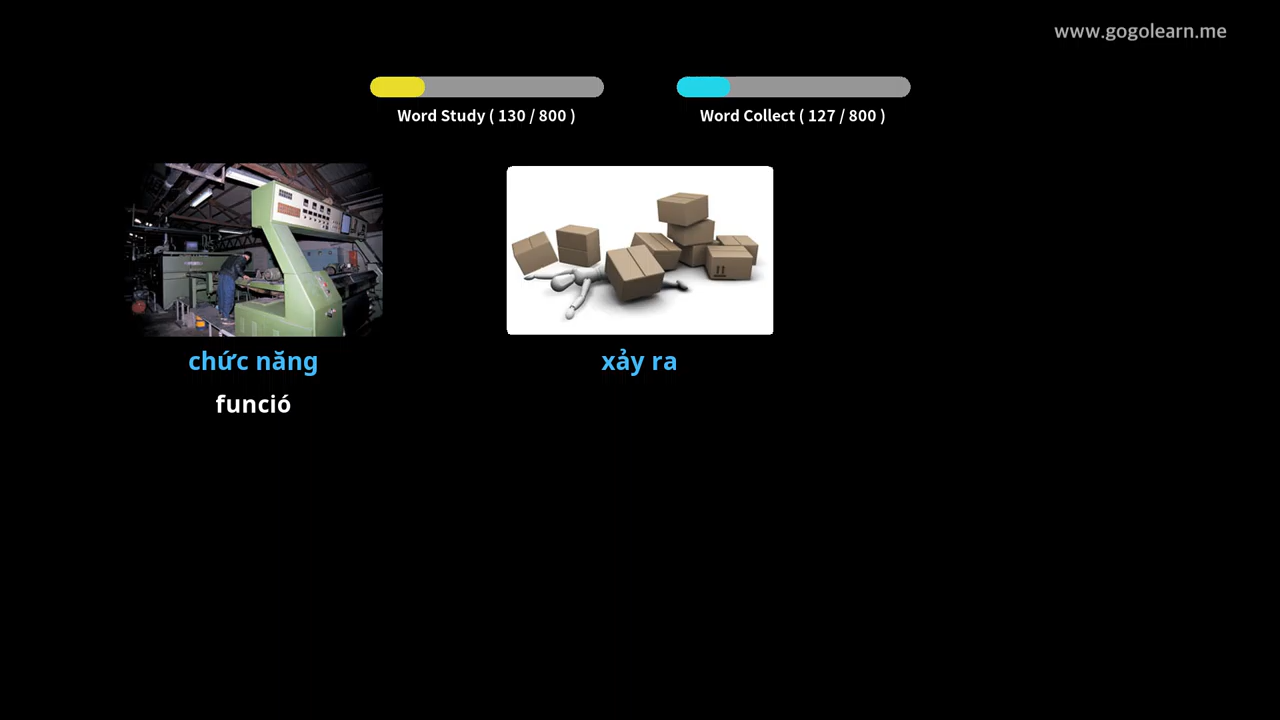 www.gogolearn.me
Word Study ( 130 / 800 )
Word Collect ( 127 / 800 )
chức năng
funció
xảy ra